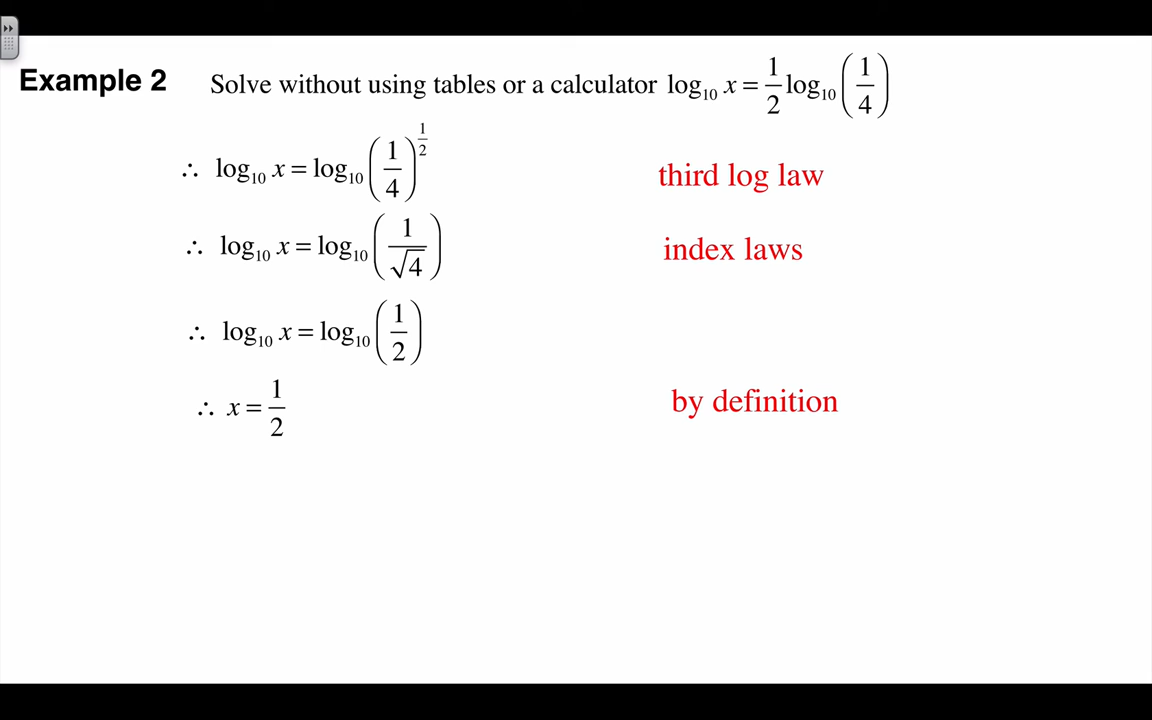 Example 2 Solve without using tables or a calculator log₁₀ x = 1/2 log₁₀ (1/4)
∴ log₁₀ x = log₁₀ (1/4)^(1/2) third log law
∴ log₁₀ x = log₁₀ (1/√4) index laws
∴ log₁₀ x = log₁₀ (1/2)
∴ x = 1/2 by definition